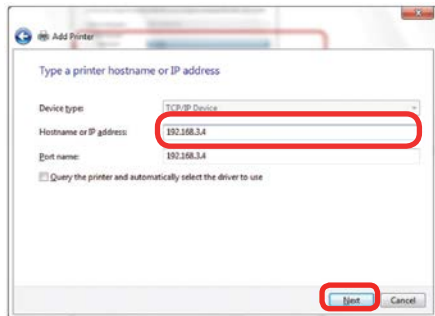 Add Printer
Type a printer hostname or IP address
Device type: TCP/IP Device
Hostname or IP address: 192.168.3.4
Port name: 192.168.3.4
Query the printer and automatically select the driver to use
Next Cancel